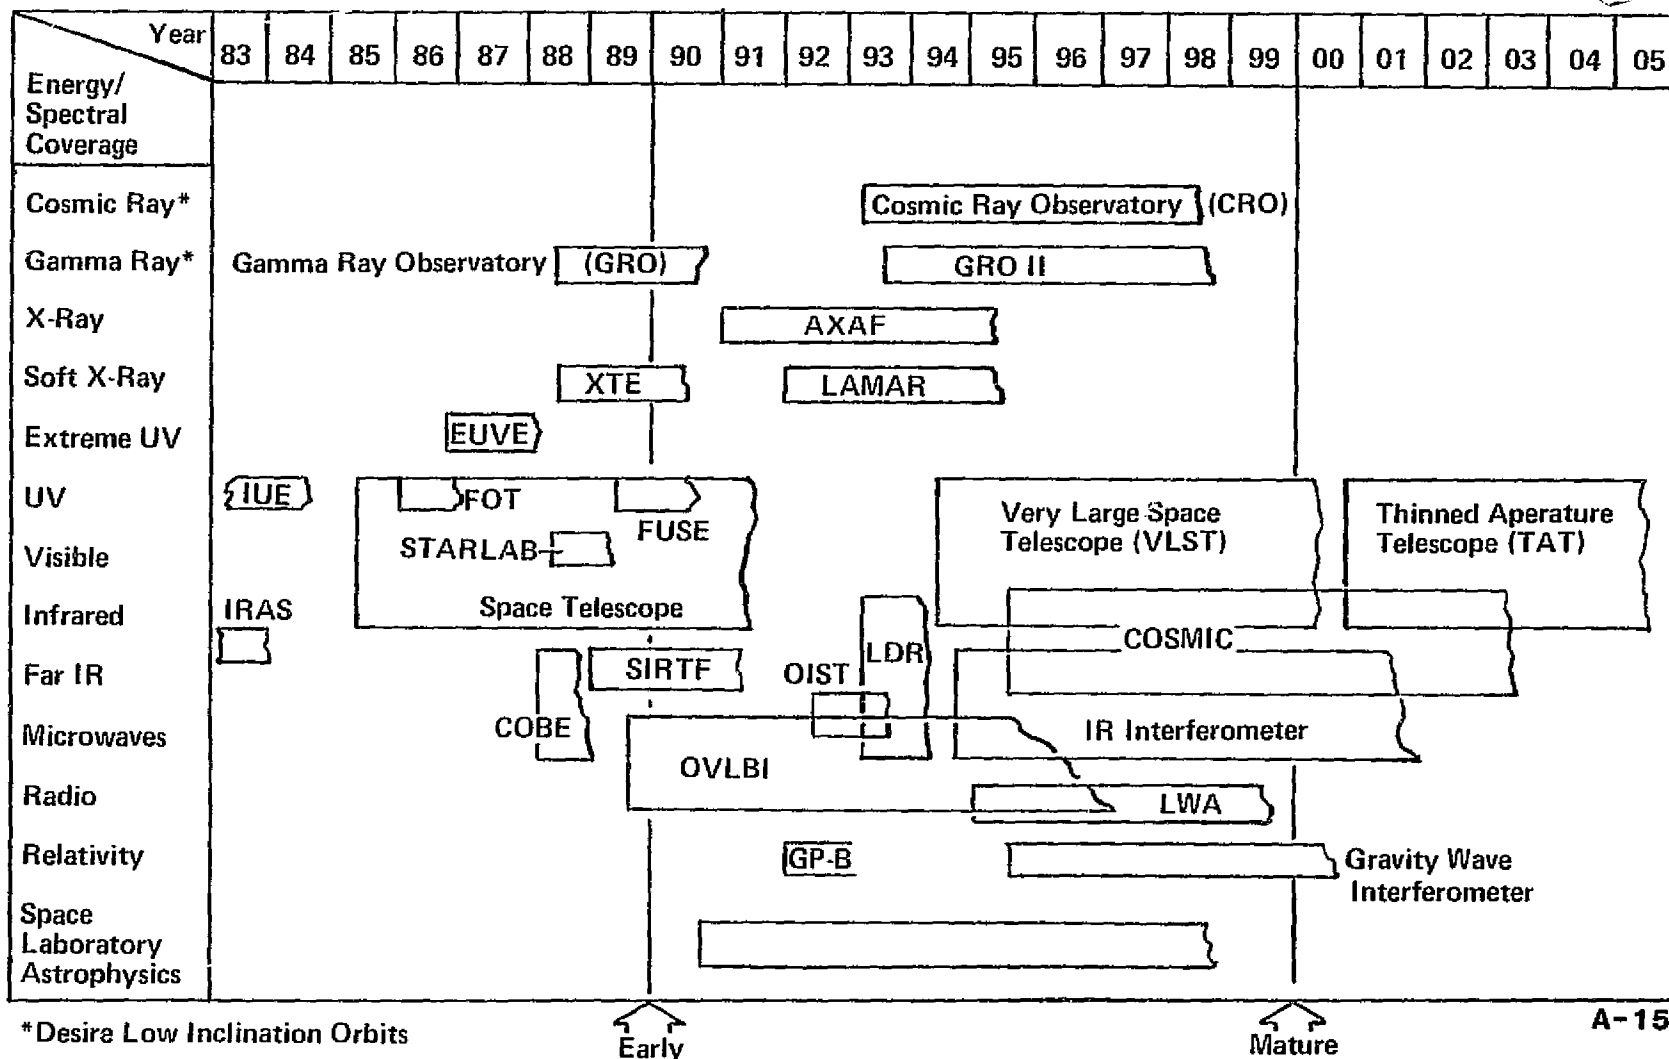 Year 83 84 85 86 87 88 89 90 91 92 93 94 95 96 97 98 99 00 01 02 03 04 05
Energy/
Spectral
Coverage
Cosmic Ray* Cosmic Ray Observatory (CRO)
Gamma Ray* Gamma Ray Observatory (GRO) GRO II
X-Ray AXAF
Soft X-Ray XTE LAMAR
Extreme UV EUVE
UV IUE FOT
FUSE
Very Large Space
Telescope (VLST)
Thinned Aperature
Telescope (TAT)
Visible STARLAB
Infrared IRAS Space Telescope
COSMIC
LDR
Far IR SIRTF OIST
Microwaves COBE IR Interferometer
OVLBI
Radio LWA
Relativity GP-B Gravity Wave
Interferometer
Space
Laboratory
Astrophysics
*Desire Low Inclination Orbits
Early
Mature
A-15